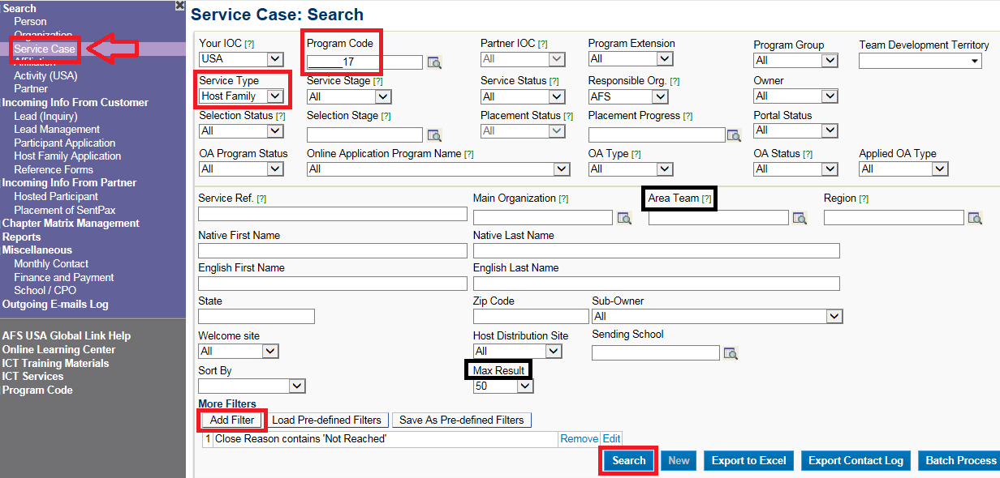 Search
Person
Organization
Service Case
Affiliation
Activity (USA)
Partner
Incoming Info From Customer
Lead (Inquiry)
Lead Management
Participant Application
Host Family Application
Reference Forms
Incoming Info From Partner
Hosted Participant
Placement of SentPax
Chapter Matrix Management
Reports
Miscellaneous
Monthly Contact
Finance and Payment
School / CPO
Outgoing E-mails Log
AFS USA Global Link Help
Online Learning Center
ICT Training Materials
ICT Services
Program Code
Service Case: Search
Your IOC [?] Program Code Partner IOC [?] Program Extension Program Group Team Development Territory
USA ______17 All All All
Service Type Service Stage [?] Service Status [?] Responsible Org. [?] Owner
Host Family All All AFS All
Selection Status [?] Selection Stage [?] Placement Status [?] Placement Progress [?] Portal Status
All All All
OA Program Status Online Application Program Name [?] OA Type [?] OA Status [?] Applied OA Type
All All All All All
Service Ref. [?] Main Organization [?] Area Team [?] Region [?]
Native First Name Native Last Name
English First Name English Last Name
State Zip Code Sub-Owner
All
Welcome site Host Distribution Site Sending School
All All
Sort By Max Result
50
More Filters
Add Filter Load Pre-defined Filters Save As Pre-defined Filters
1 Close Reason contains 'Not Reached' Remove Edit
Search New Export to Excel Export Contact Log Batch Process